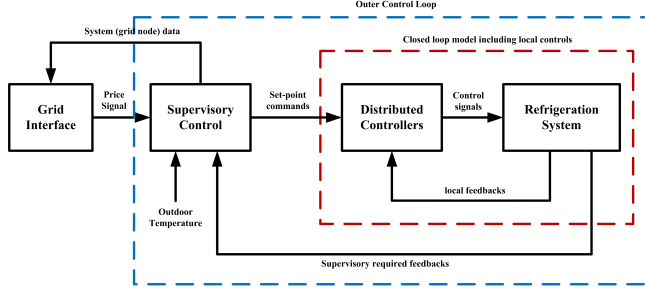 Outer Control Loop
System (grid node) data
Closed loop model including local controls
Grid
Interface
Price
Signal
Supervisory
Control
Set-point
commands
Distributed
Controllers
Control
signals
Refrigeration
System
local feedbacks
Outdoor
Temperature
Supervisory required feedbacks